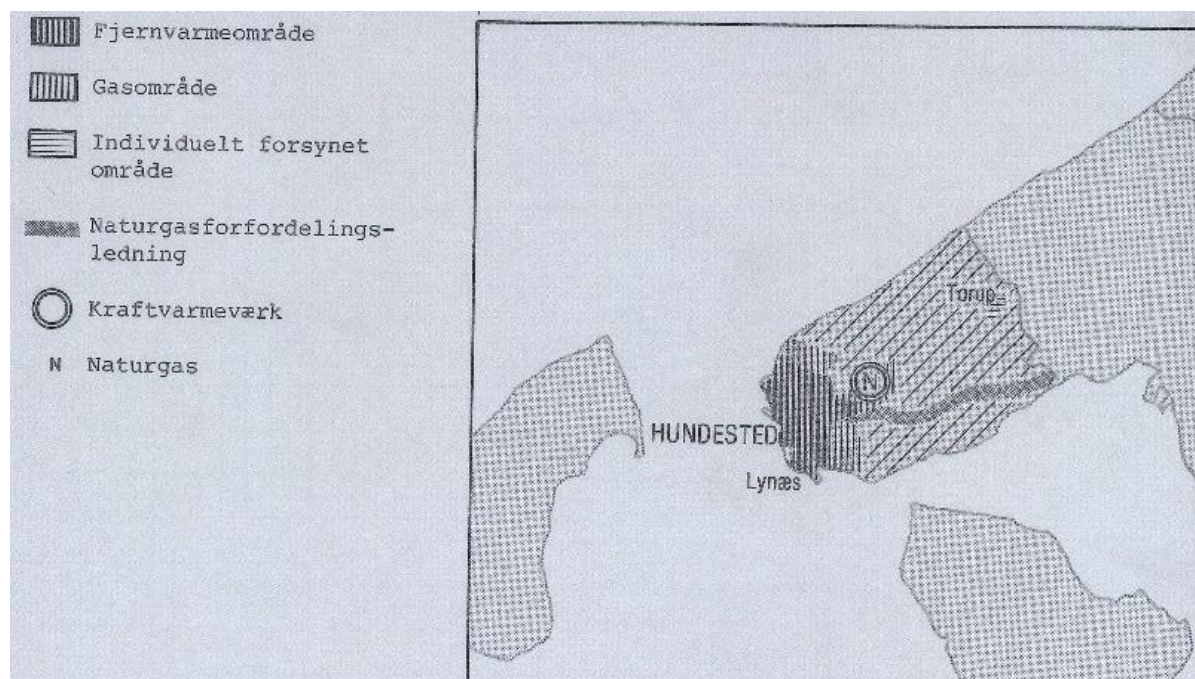 Fjernvarmeområde
Gasområde
Individuelt forsynet
område
Naturgasforfordelings-
ledning
Kraftvarmeværk
N Naturgas
Torup
N
HUNDESTED
Lynæs